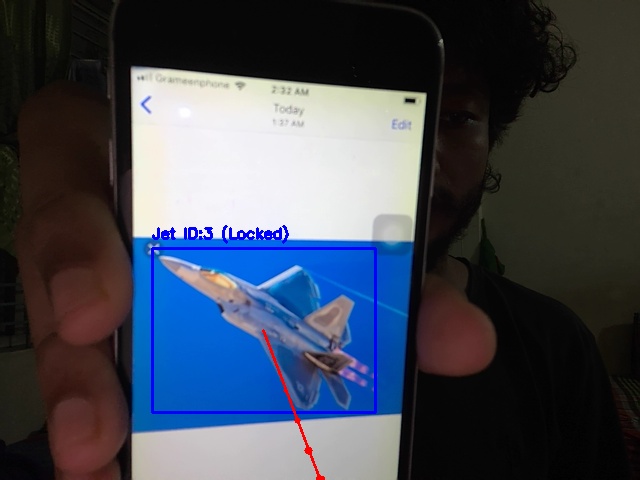 Grameenphone
2:32 AM
Today
1:37 AM
Edit
Jet ID:3 (Locked)